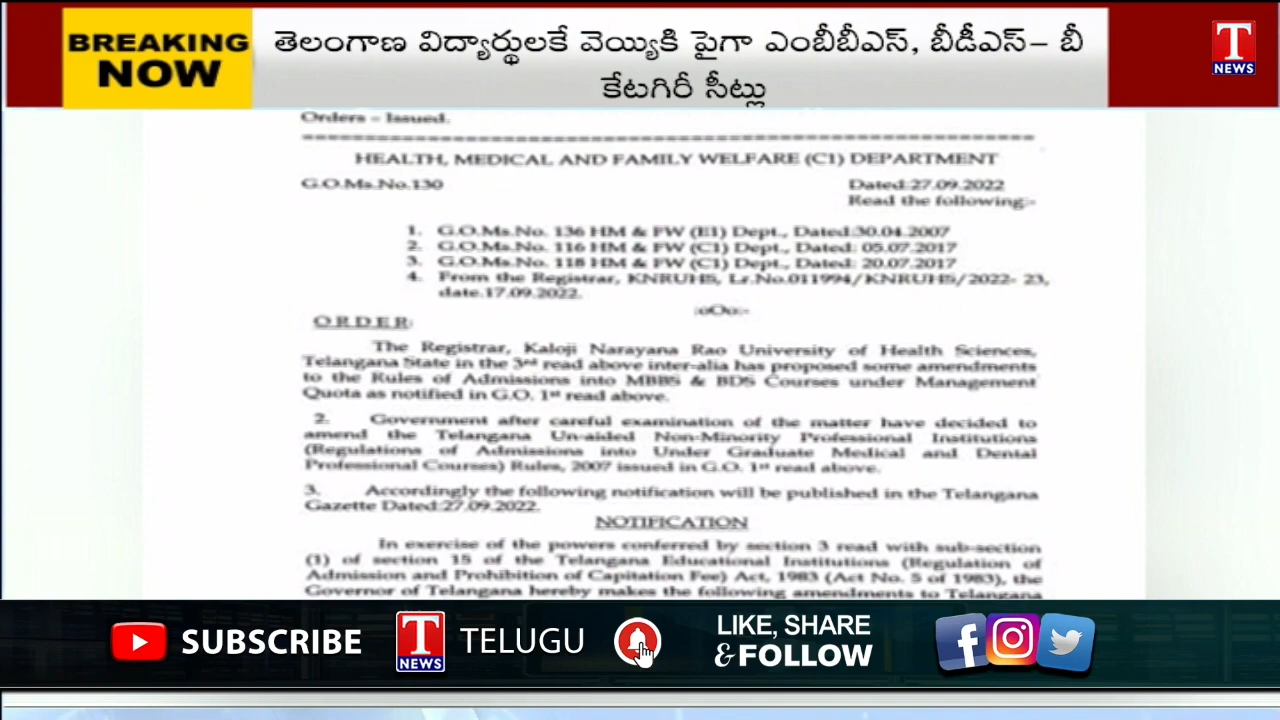 BREAKING
NOW
తెలంగాణ విద్యార్థులకే వెయ్యికి పైగా ఎంబీబీఎస్, బీడీఎస్– బీ
కేటగిరీ సీట్లు
T
NEWS
Orders – Issued.
HEALTH, MEDICAL AND FAMILY WELFARE (C1) DEPARTMENT
G.O.Ms.No.130
Dated:27.09.2022
Read the following:-
1. G.O.Ms.No. 136 HM & FW (E1) Dept., Dated:30.04.2007
2. G.O.Ms.No. 116 HM & FW (C1) Dept., Dated: 05.07.2017
3. G.O.Ms.No. 118 HM & FW (C1) Dept., Dated: 20.07.2017
4. From the Registrar, KNRUHS, Lr.No.011994/KNRUHS/2022- 23,
date.17.09.2022.
:oOo:-
ORDER:
The Registrar, Kaloji Narayana Rao University of Health Sciences,
Telangana State in the 3rd read above inter-alia has proposed some amendments
to the Rules of Admissions into MBBS & BDS Courses under Management
Quota as notified in G.O. 1st read above.
2. Government after careful examination of the matter have decided to
amend the Telangana Un-aided Non-Minority Professional Institutions
(Regulations of Admissions into Under Graduate Medical and Dental
Professional Courses) Rules, 2007 issued in G.O. 1st read above.
3. Accordingly the following notification will be published in the Telangana
Gazette Dated:27.09.2022.
NOTIFICATION
In exercise of the powers conferred by section 3 read with sub-section
(1) of section 15 of the Telangana Educational Institutions (Regulation of
Admission and Prohibition of Capitation Fee) Act, 1983 (Act No. 5 of 1983), the
Governor of Telangana hereby makes the following amendments to Telangana
SUBSCRIBE
T
NEWS
TELUGU
LIKE, SHARE
& FOLLOW